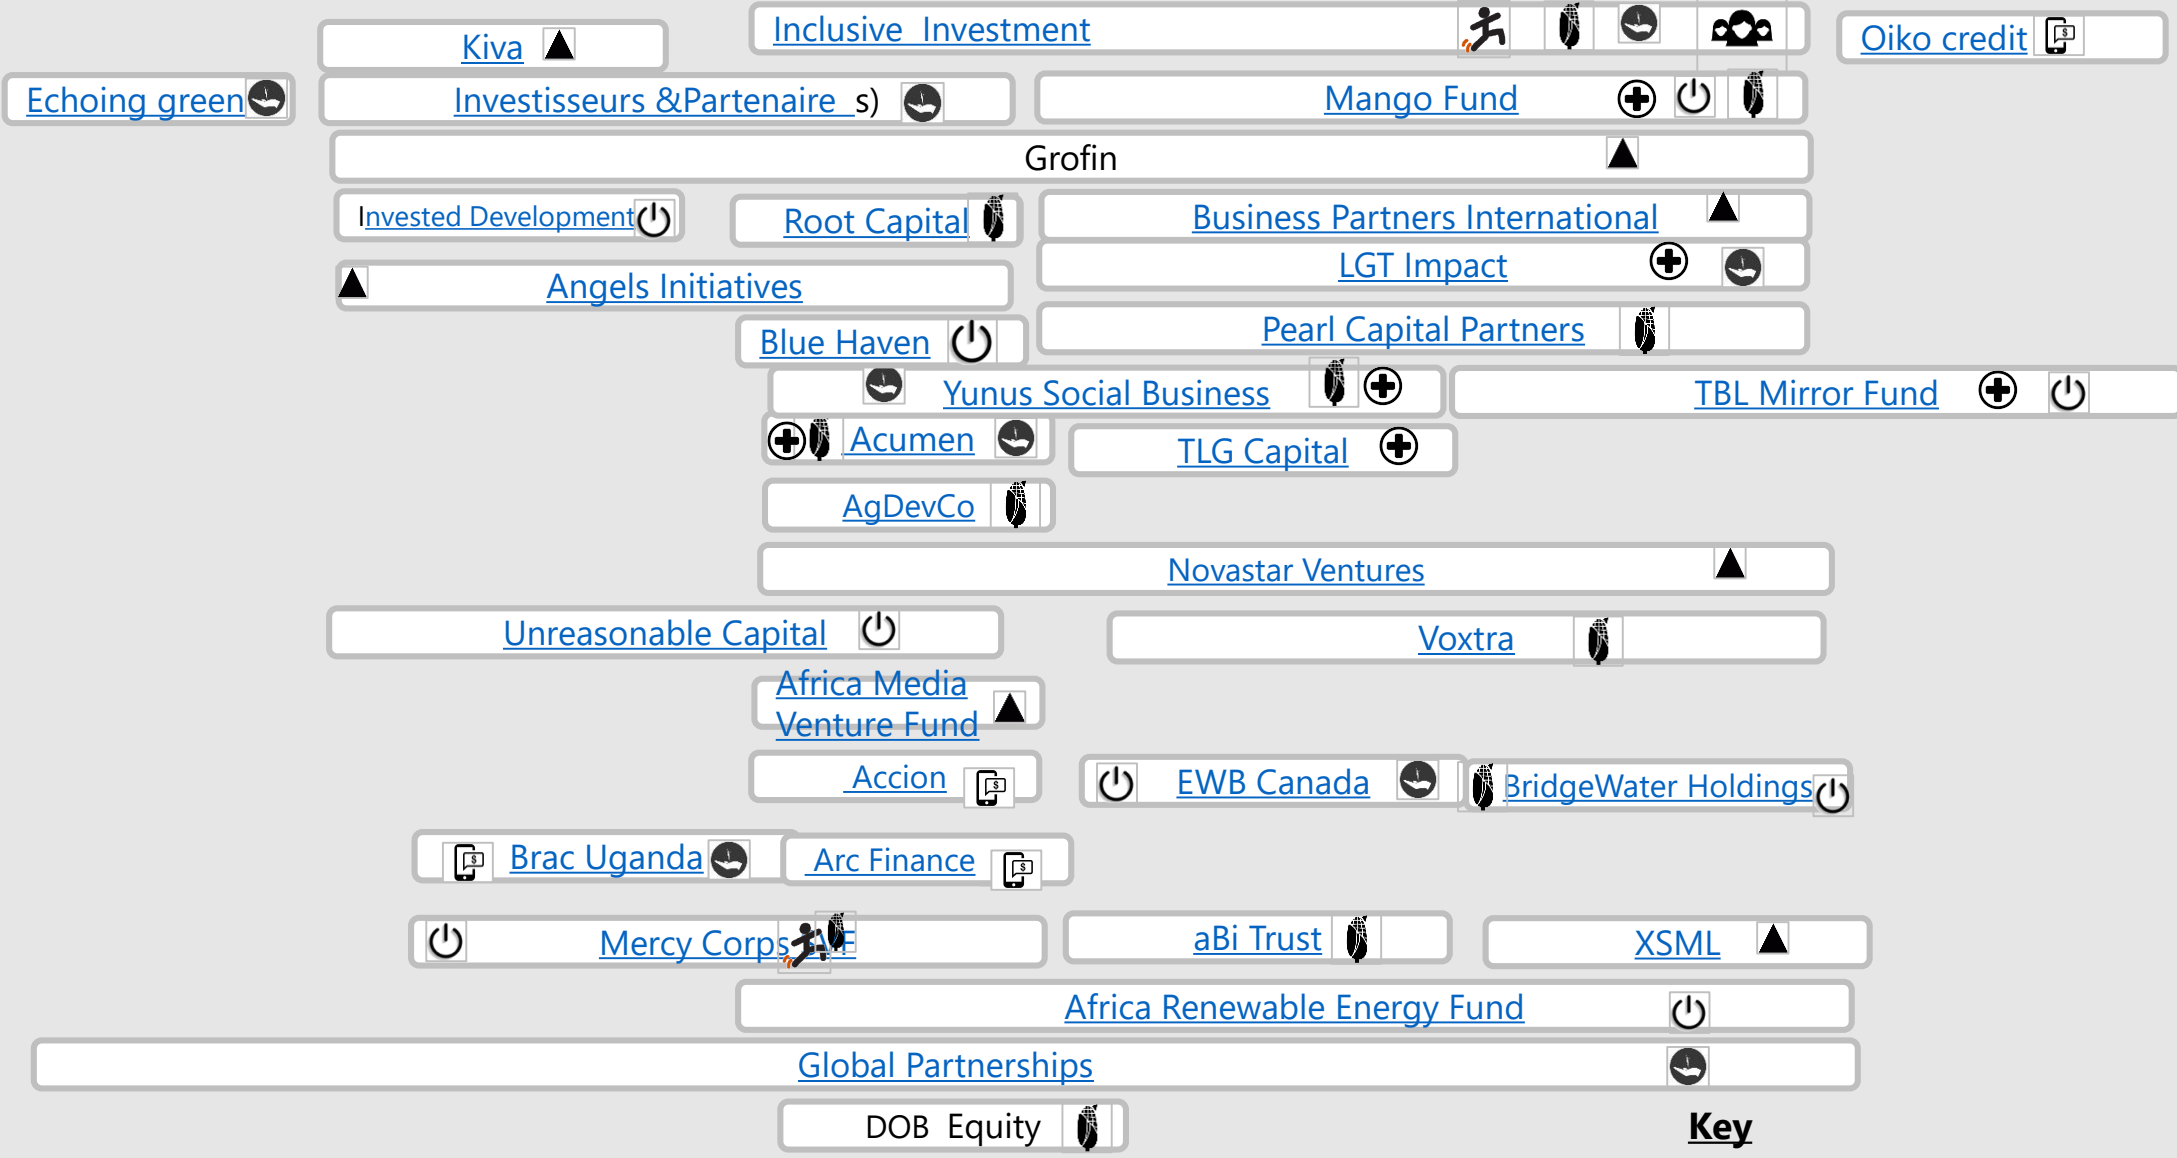 Kiva
Inclusive  Investment
Oiko credit
Echoing green
Investisseurs &Partenaire s)
Mango Fund
Grofin
Invested Development
Root Capital
Business Partners International
LGT Impact
Angels Initiatives
Pearl Capital Partners
Blue Haven
Yunus Social Business
TBL Mirror Fund
Acumen
TLG Capital
AgDevCo
Novastar Ventures
Unreasonable Capital
Voxtra
Africa Media
Venture Fund
Accion
EWB Canada
BridgeWater Holdings
Brac Uganda
Arc Finance
Mercy Corps
aBi Trust
XSML
Africa Renewable Energy Fund
Global Partnerships
DOB  Equity
Key